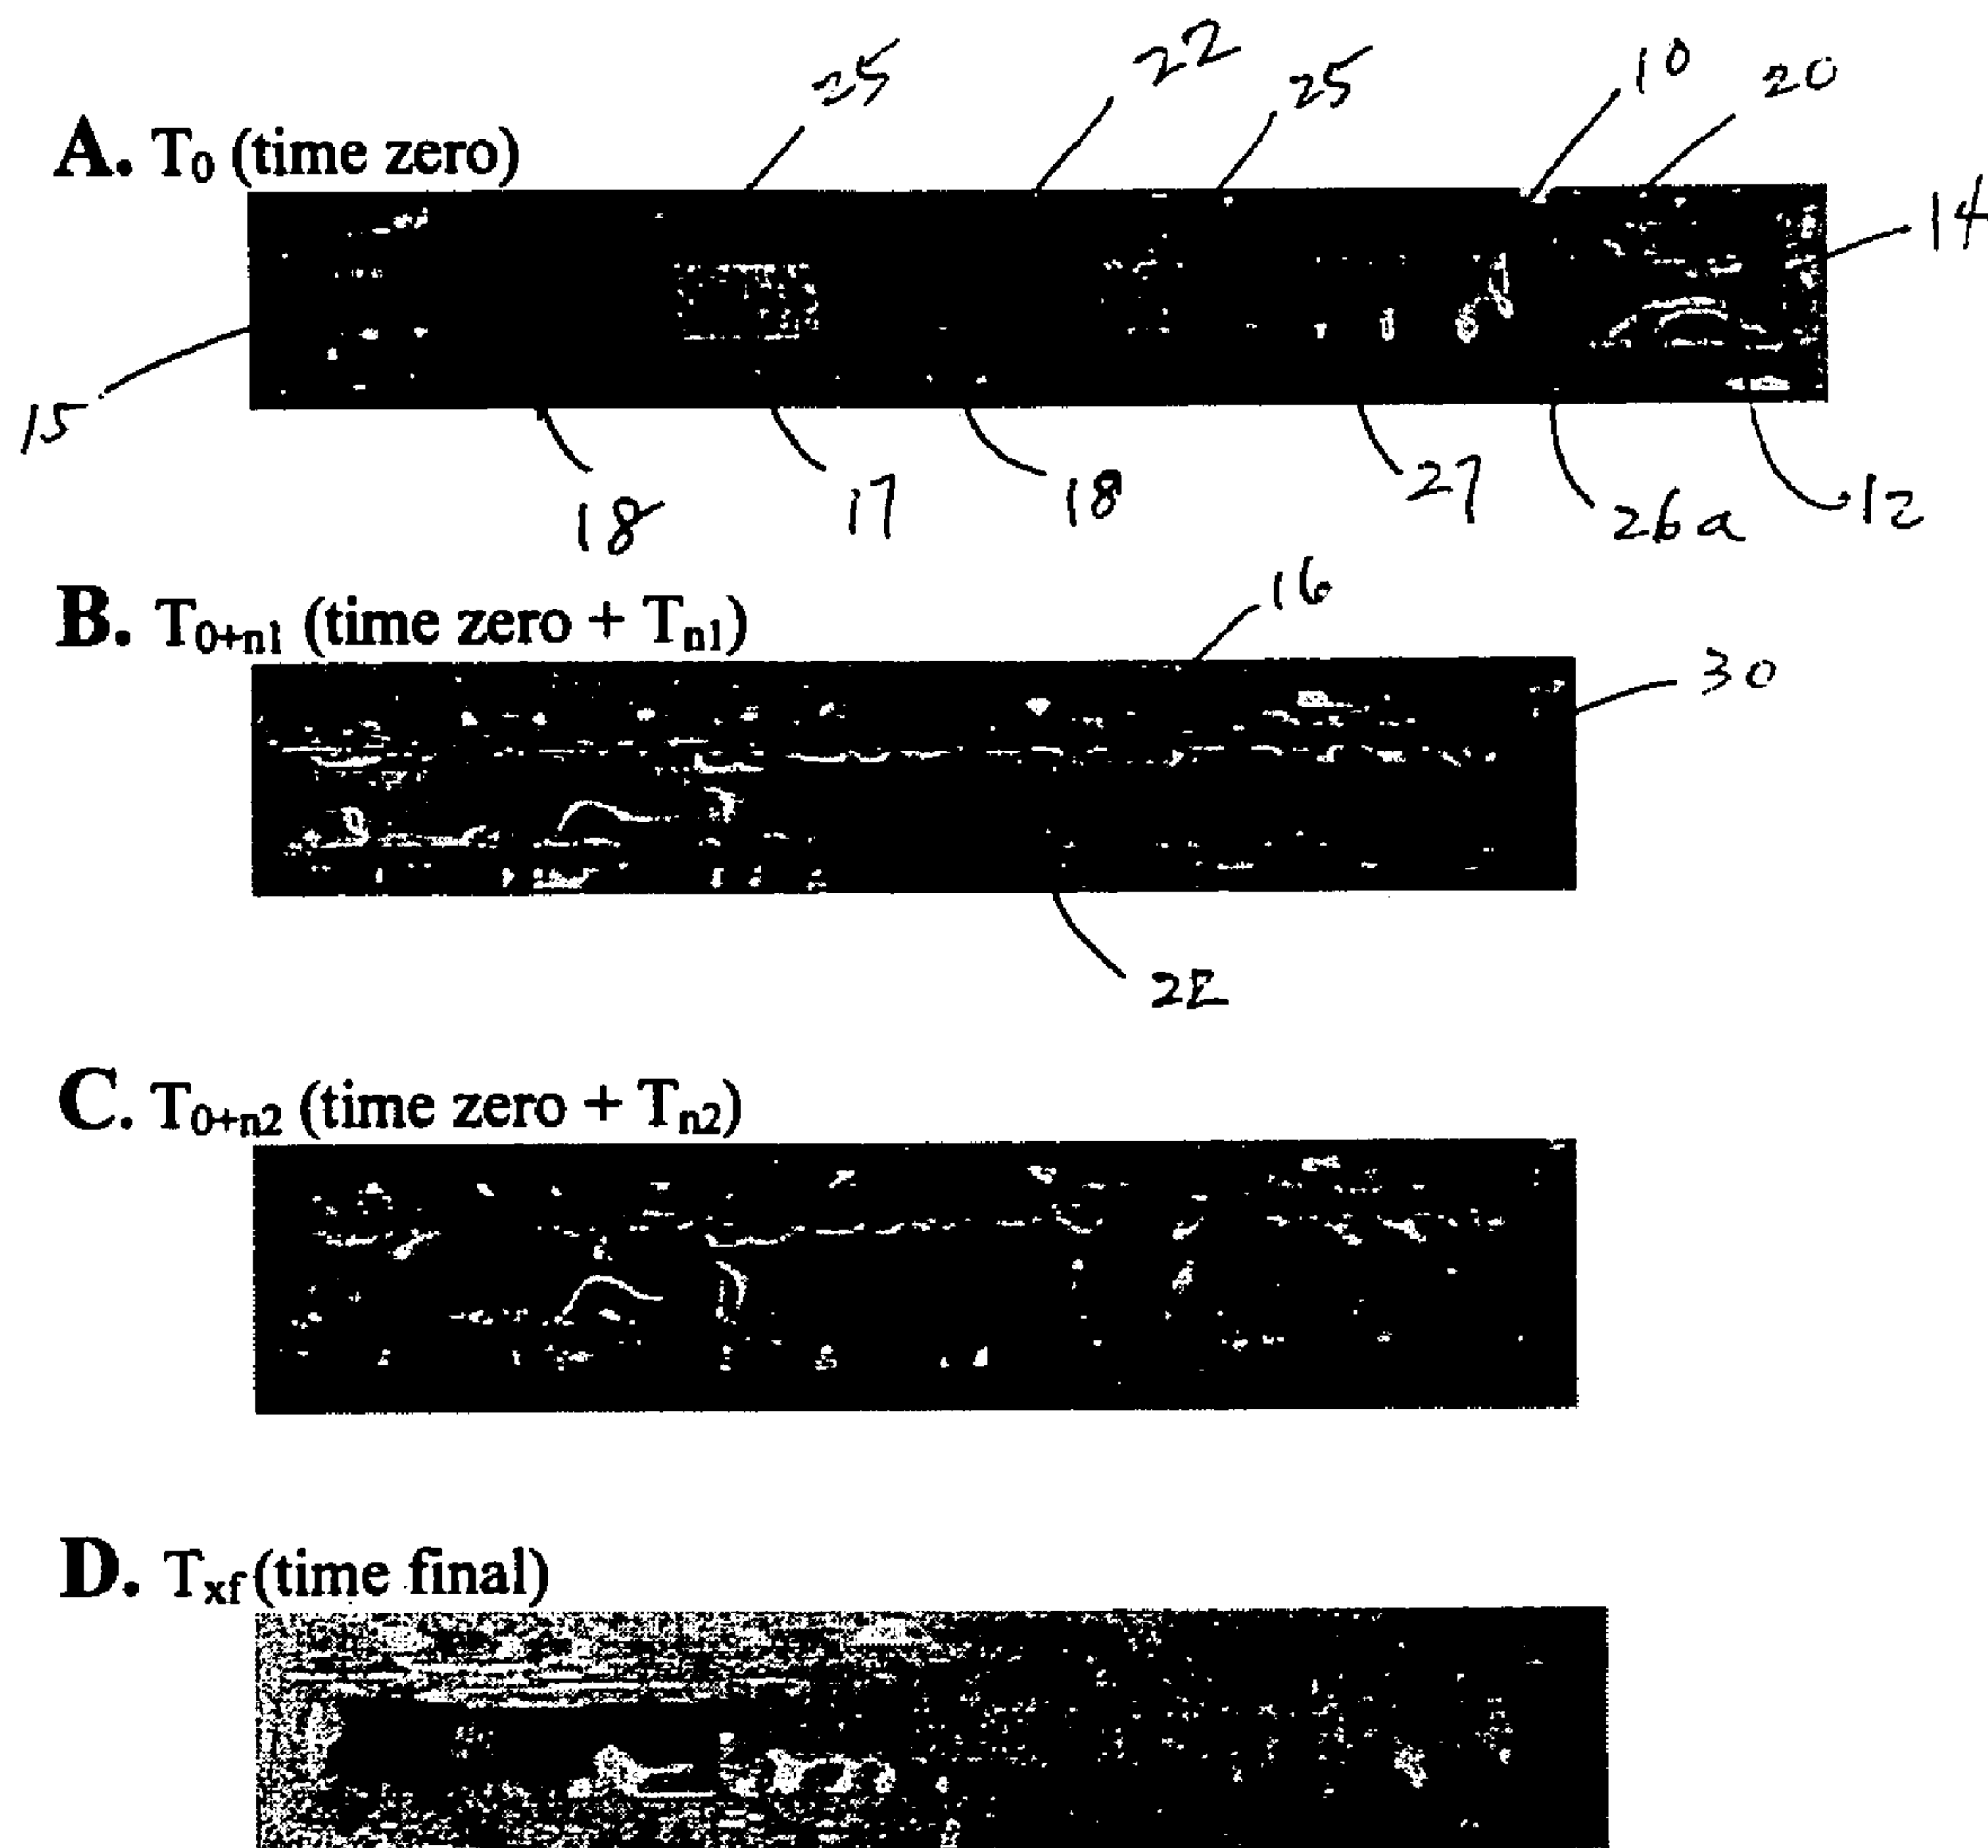 25 22 25 10 20
A. T0 (time zero)
14
15
18 17 18 27 26a 12
16
B. T0+n1 (time zero + Tn1)
30
22
C. T0+n2 (time zero + Tn2)
D. Txf (time final)